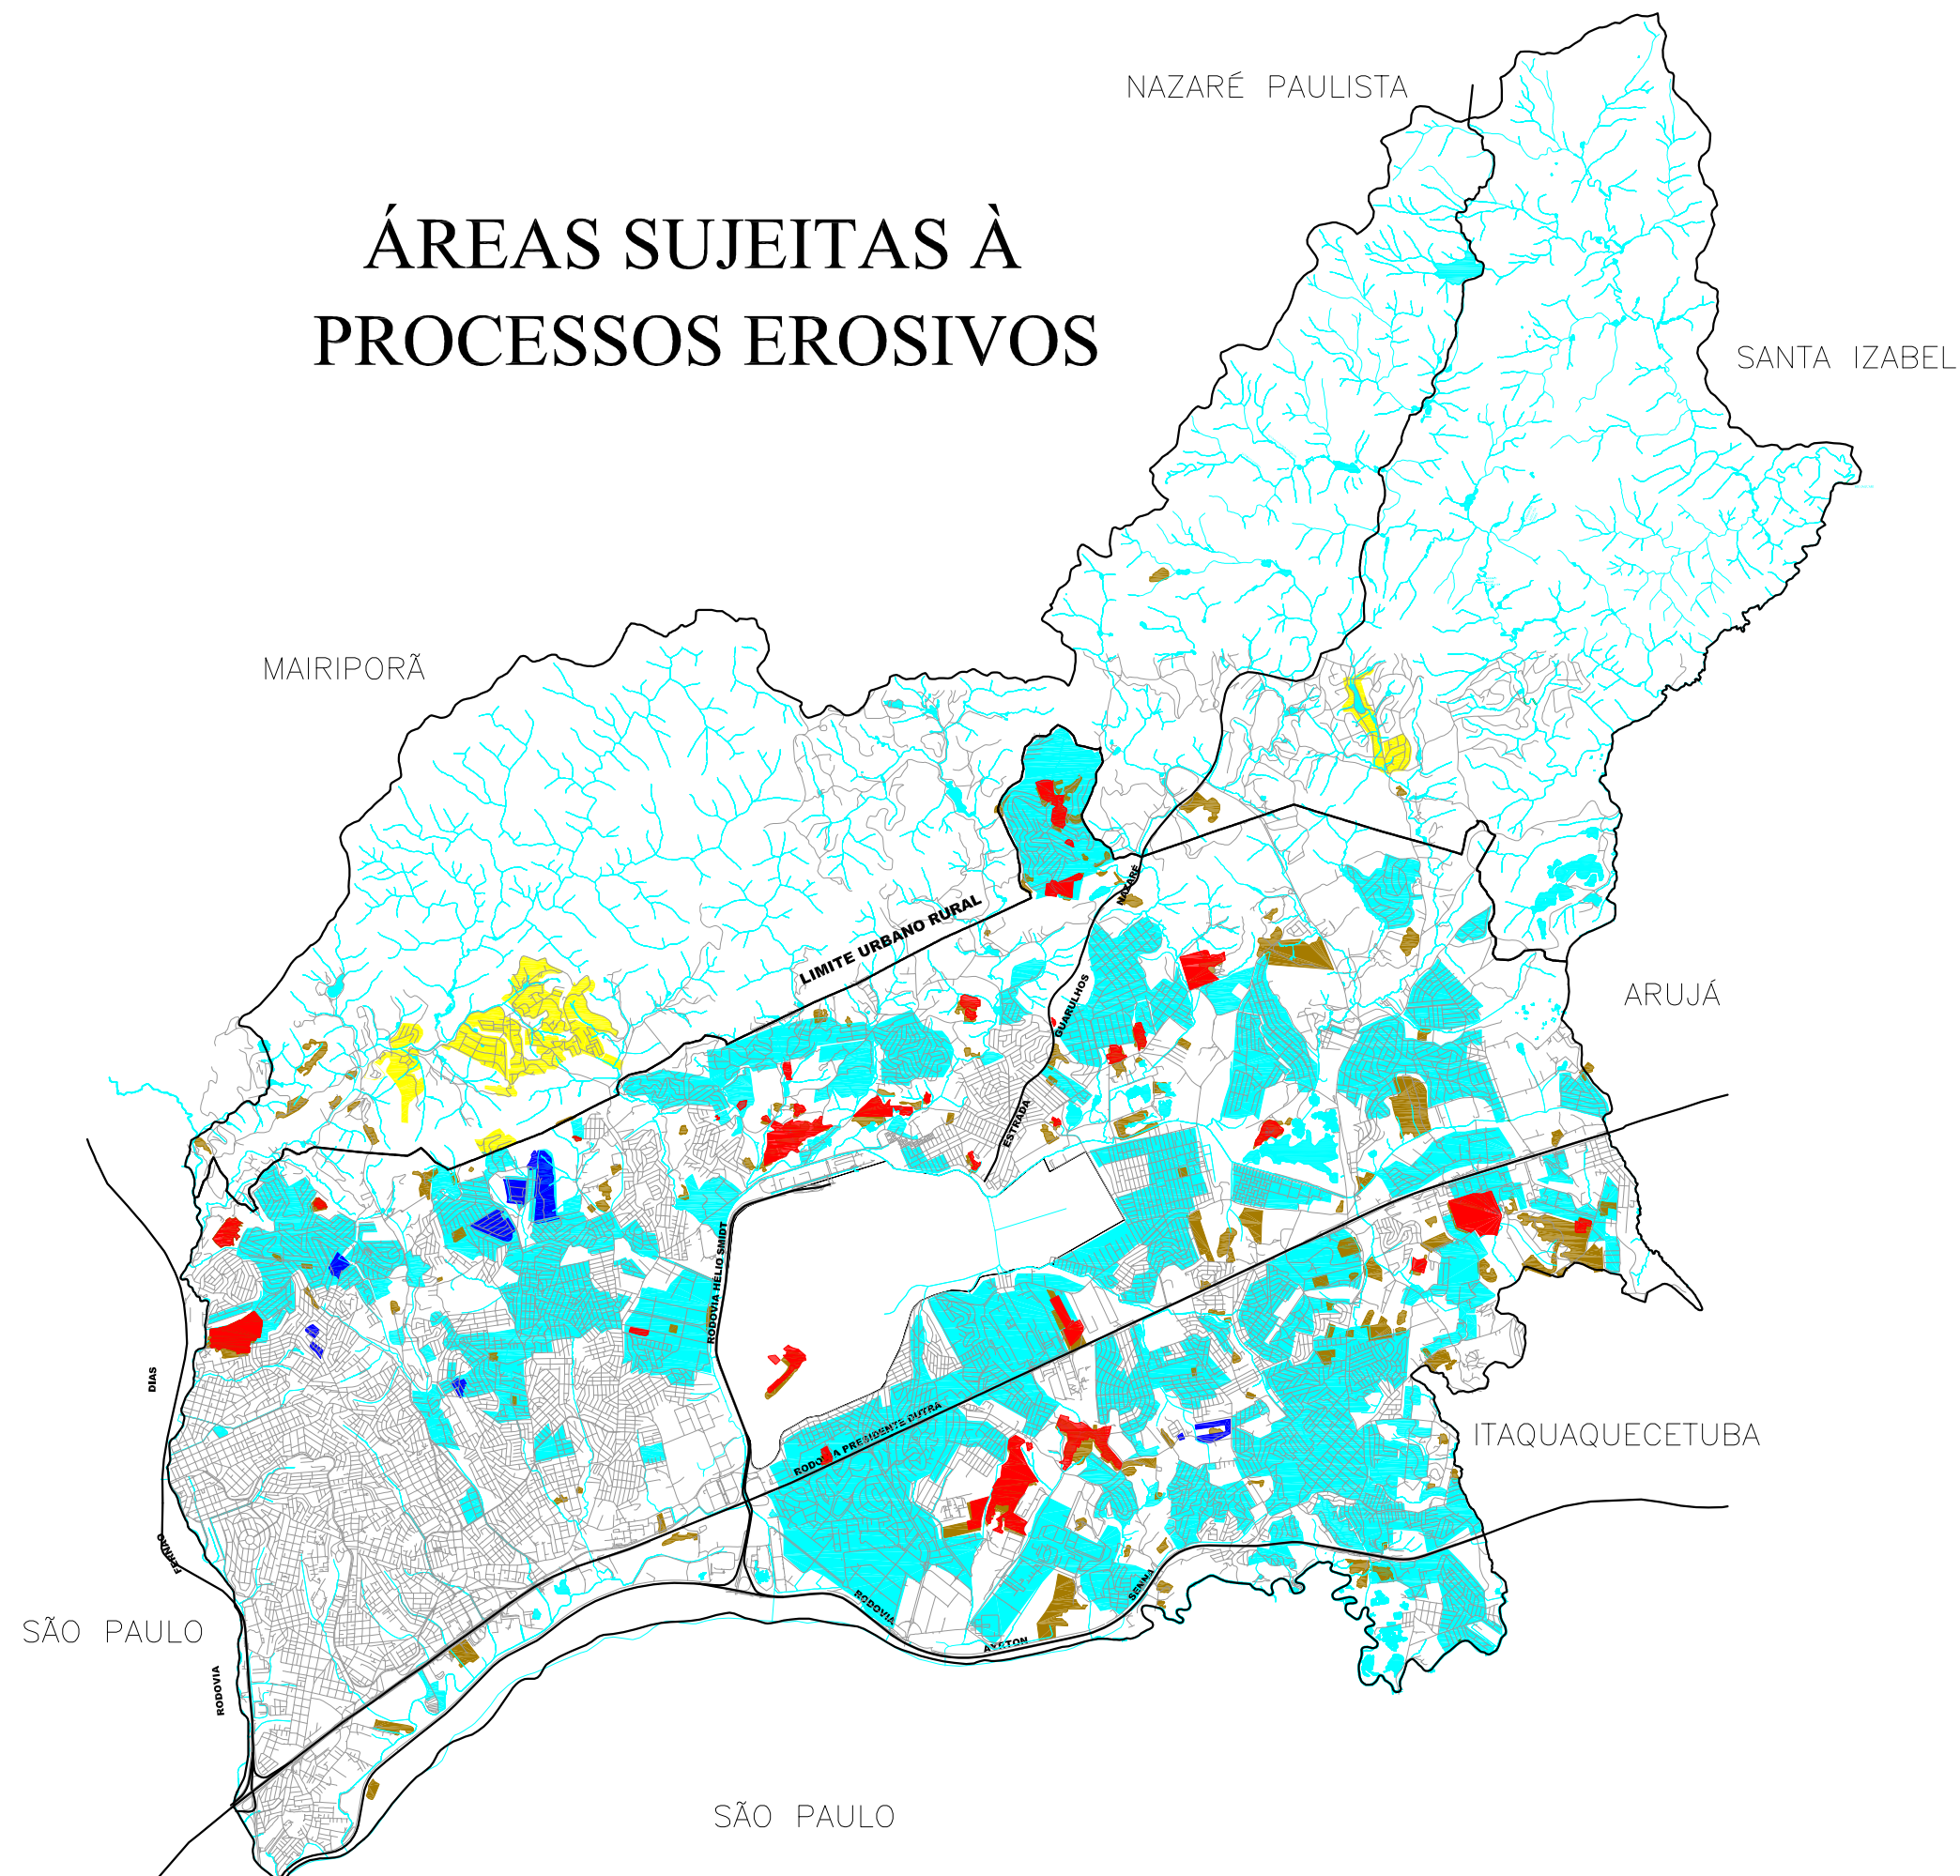 NAZARÉ PAULISTA
ÁREAS SUJEITAS À
PROCESSOS EROSIVOS
SANTA IZABEL
MAIRIPORÃ
NAZARÉ
LIMITE URBANO RURAL
GUARULHOS
ARUJÁ
ESTRADA
RODOVIA HÉLIO SMIDT
DIAS
RODOVIA PRESIDENTE DUTRA
ITAQUAQUECETUBA
FERNAO
SENNA
RODOVIA
AYRTON
SÃO PAULO
RODOVIA
SÃO PAULO